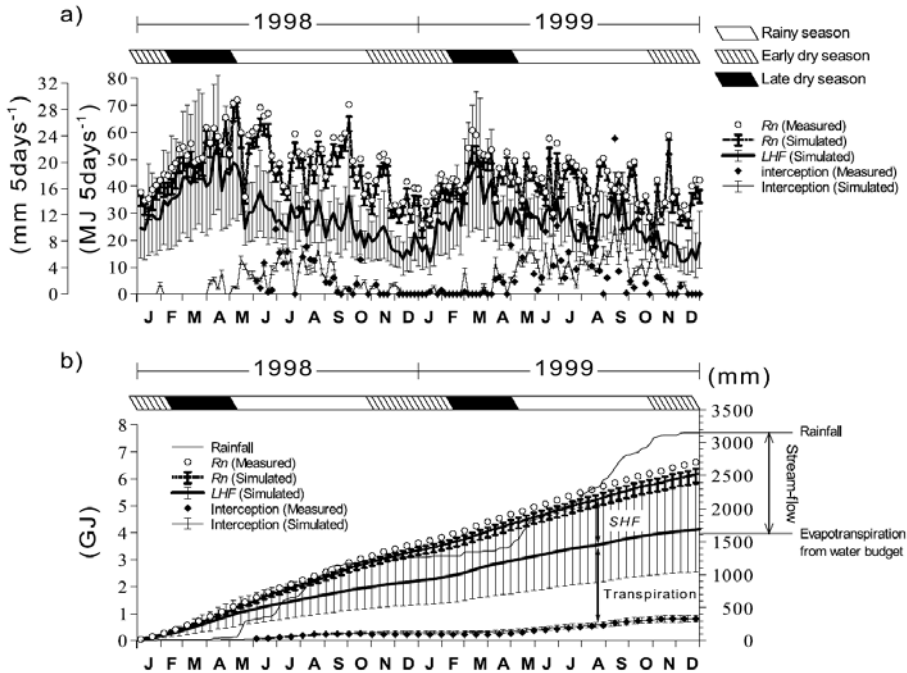 a)
1998
1999
Rainy season
Early dry season
Late dry season
(mm 5days⁻¹)
(MJ 5days⁻¹)
32
28
24
20
16
12
8
4
0
80
70
60
50
40
30
20
10
0
Rn (Measured)
Rn (Simulated)
LHF (Simulated)
interception (Measured)
Interception (Simulated)
J F M A M J J A S O N D J F M A M J J A S O N D
b)
1998
1999
(mm)
(GJ)
8
7
6
5
4
3
2
1
0
Rainfall
Rn (Measured)
Rn (Simulated)
LHF (Simulated)
Interception (Measured)
Interception (Simulated)
SHF
Transpiration
3500
3000
2500
2000
1500
1000
500
0
Rainfall
Stream-flow
Evapotranspiration
from water budget
J F M A M J J A S O N D J F M A M J J A S O N D